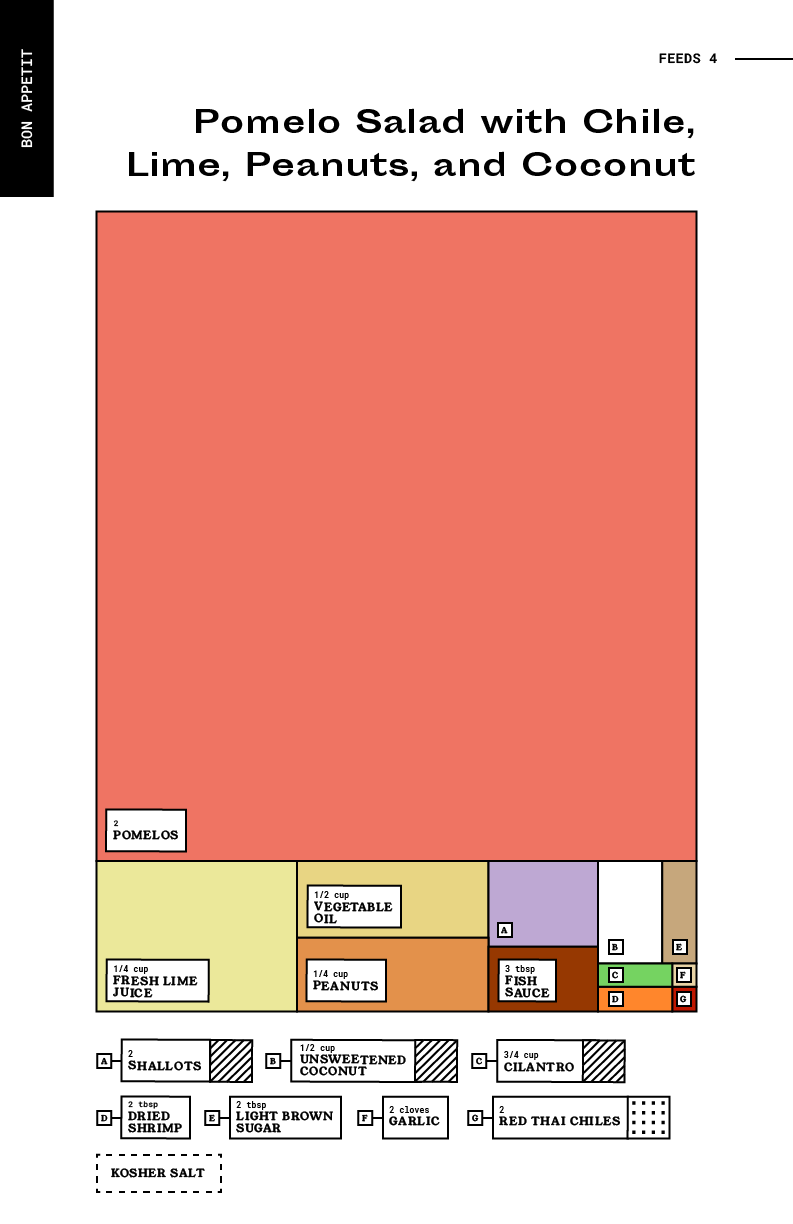 BON APPETIT
FEEDS 4
Pomelo Salad with Chile,
Lime, Peanuts, and Coconut
2
POMELOS
1/4 cup
FRESH LIME
JUICE
1/2 cup
VEGETABLE
OIL
1/4 cup
PEANUTS
A
3 tbsp
FISH
SAUCE
B
E
C
F
D
G
A
2
SHALLOTS
B
1/2 cup
UNSWEETENED
COCONUT
C
3/4 cup
CILANTRO
D
2 tbsp
DRIED
SHRIMP
E
2 tbsp
LIGHT BROWN
SUGAR
F
2 cloves
GARLIC
G
2
RED THAI CHILES
KOSHER SALT